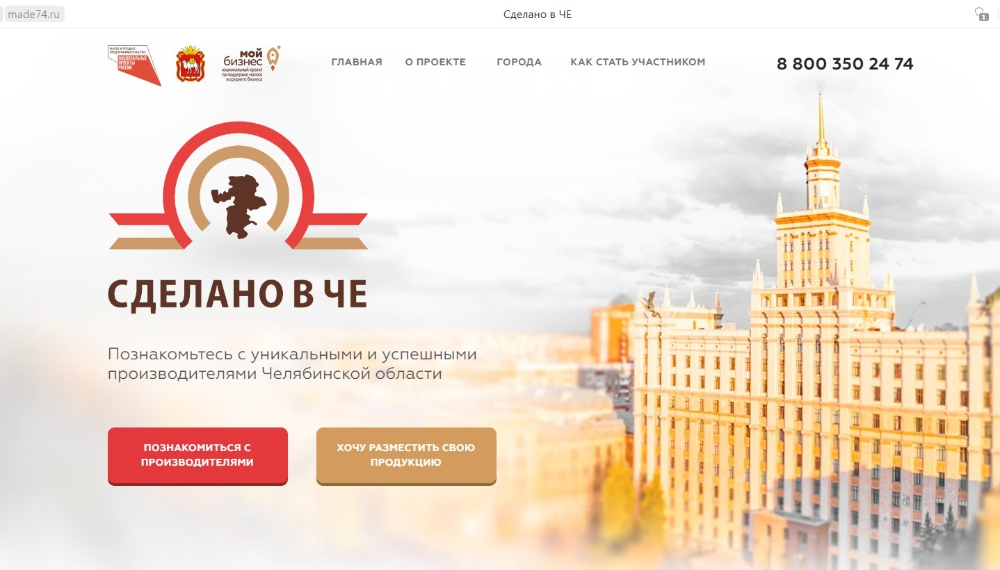 made74.ru
Сделано в ЧЕ
1
МАЛОЕ И СРЕДНЕЕ
ПРЕДПРИНИМАТЕЛЬСТВО
НАЦИОНАЛЬНЫЕ
ПРОЕКТЫ
РОССИИ
мой
бизнес
национальный проект
по поддержке малого
и среднего бизнеса
ГЛАВНАЯ
О ПРОЕКТЕ
ГОРОДА
КАК СТАТЬ УЧАСТНИКОМ
8 800 350 24 74
СДЕЛАНО В ЧЕ
Познакомьтесь с уникальными и успешными
производителями Челябинской области
ПОЗНАКОМИТЬСЯ С
ПРОИЗВОДИТЕЛЯМИ
ХОЧУ РАЗМЕСТИТЬ СВОЮ
ПРОДУКЦИЮ